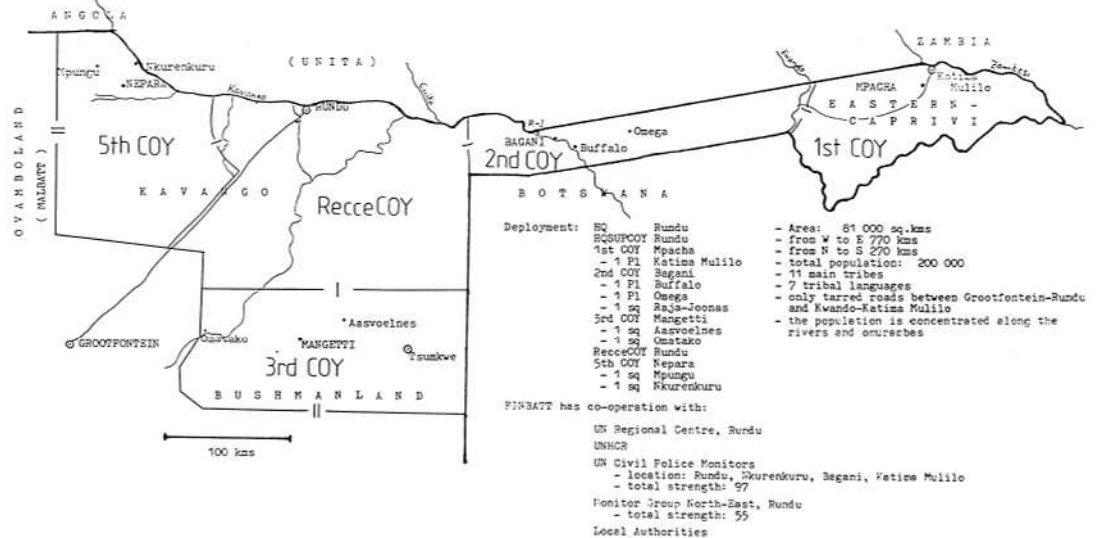 ANGOLA
ZAMBIA
(UNITA)
Mpungu
Nkurenkuru
NEPARA
Kavango
RUNDU
Cuito
Kwando
Zambezi
Katima
Mulilo
MPACHA
EASTERN-
CAPRIVI
1st COY
R-J
BAGANI
Omega
Buffalo
2nd COY
BOTSWANA
OVAMBOLAND
(MALBATT)
5th COY
KAVANGO
RecceCOY
GROOTFONTEIN
Omatako
Aasvoelnes
MANGETTI
Tsumkwe
3rd COY
BUSHMANLAND
100 kms
Deployment: HQ Rundu
HQSUPCOY Rundu
1st COY Mpacha
- 1 Pl Katima Mulilo
2nd COY Bagani
- 1 Pl Buffalo
- 1 Pl Omega
- 1 sq Raja-Joonas
3rd COY Mangetti
- 1 sq Aasvoelnes
- 1 sq Omatako
RecceCOY Rundu
5th COY Nepara
- 1 sq Mpungu
- 1 sq Nkurenkuru
- Area: 81 000 sq.kms
- from W to E 770 kms
- from N to S 270 kms
- total population: 200 000
- 11 main tribes
- 7 tribal languages
- only tarred roads between Grootfontein-Rundu
and Kwando-Katima Mulilo
- the population is concentrated along the
rivers and omurambes
FINBATT has co-operation with:
UN Regional Centre, Rundu
UNHCR
UN Civil Police Monitors
- location: Rundu, Nkurenkuru, Bagani, Katima Mulilo
- total strength: 97
Monitor Group North-East, Rundu
- total strength: 55
Local Authorities